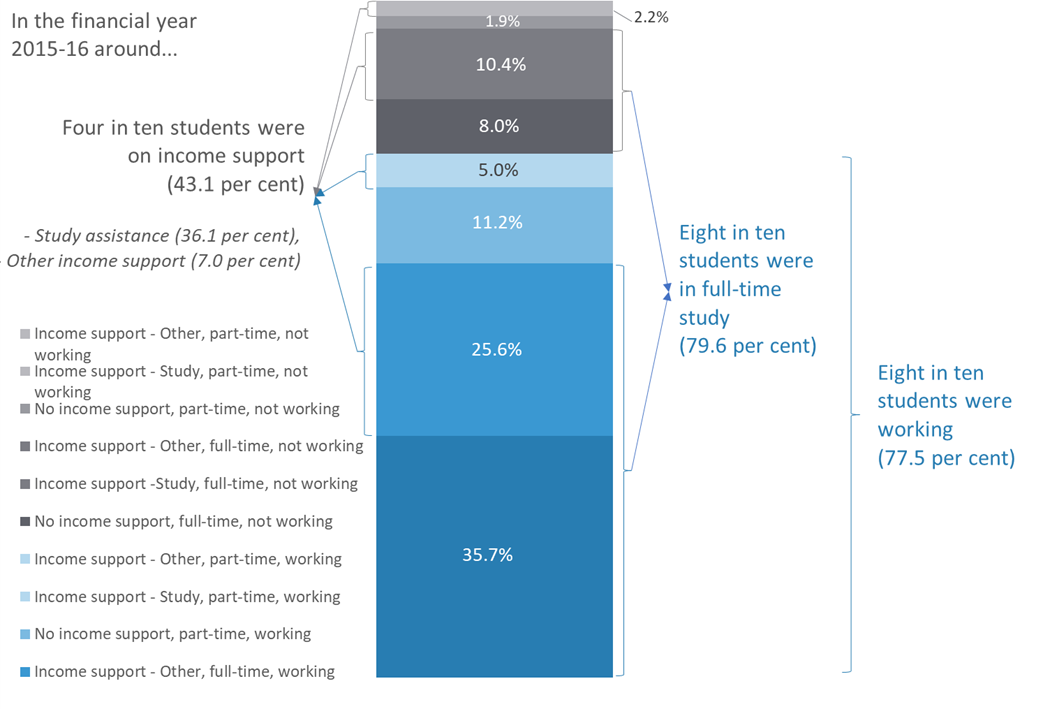 In the financial year
2015-16 around...
2.2%
1.9%
10.4%
8.0%
5.0%
11.2%
25.6%
35.7%
Four in ten students were
on income support
(43.1 per cent)
- Study assistance (36.1 per cent),
- Other income support (7.0 per cent)
Income support - Other, part-time, not
working
Income support - Study, part-time, not
working
No income support, part-time, not working
Income support - Other, full-time, not working
Income support -Study, full-time, not working
No income support, full-time, not working
Income support - Other, part-time, working
Income support - Study, part-time, working
No income support, part-time, working
Income support - Other, full-time, working
Eight in ten
students were
in full-time
study
(79.6 per cent)
Eight in ten
students were
working
(77.5 per cent)